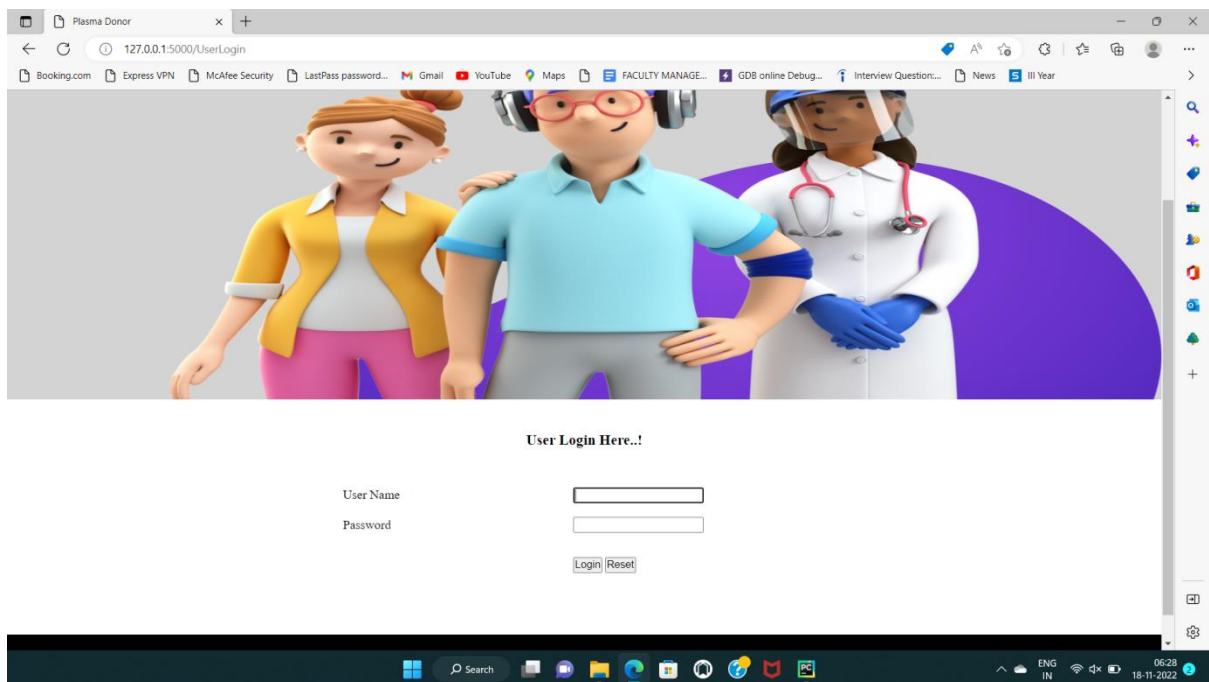 Plasma Donor
127.0.0.1:5000/UserLogin
Booking.com Express VPN McAfee Security LastPass password... Gmail YouTube Maps FACULTY MANAGE... GDB online Debug... Interview Question:... News S III Year
User Login Here..!
User Name
Password
Login Reset
Search PC ENG 06:28
IN 18-11-2022 2